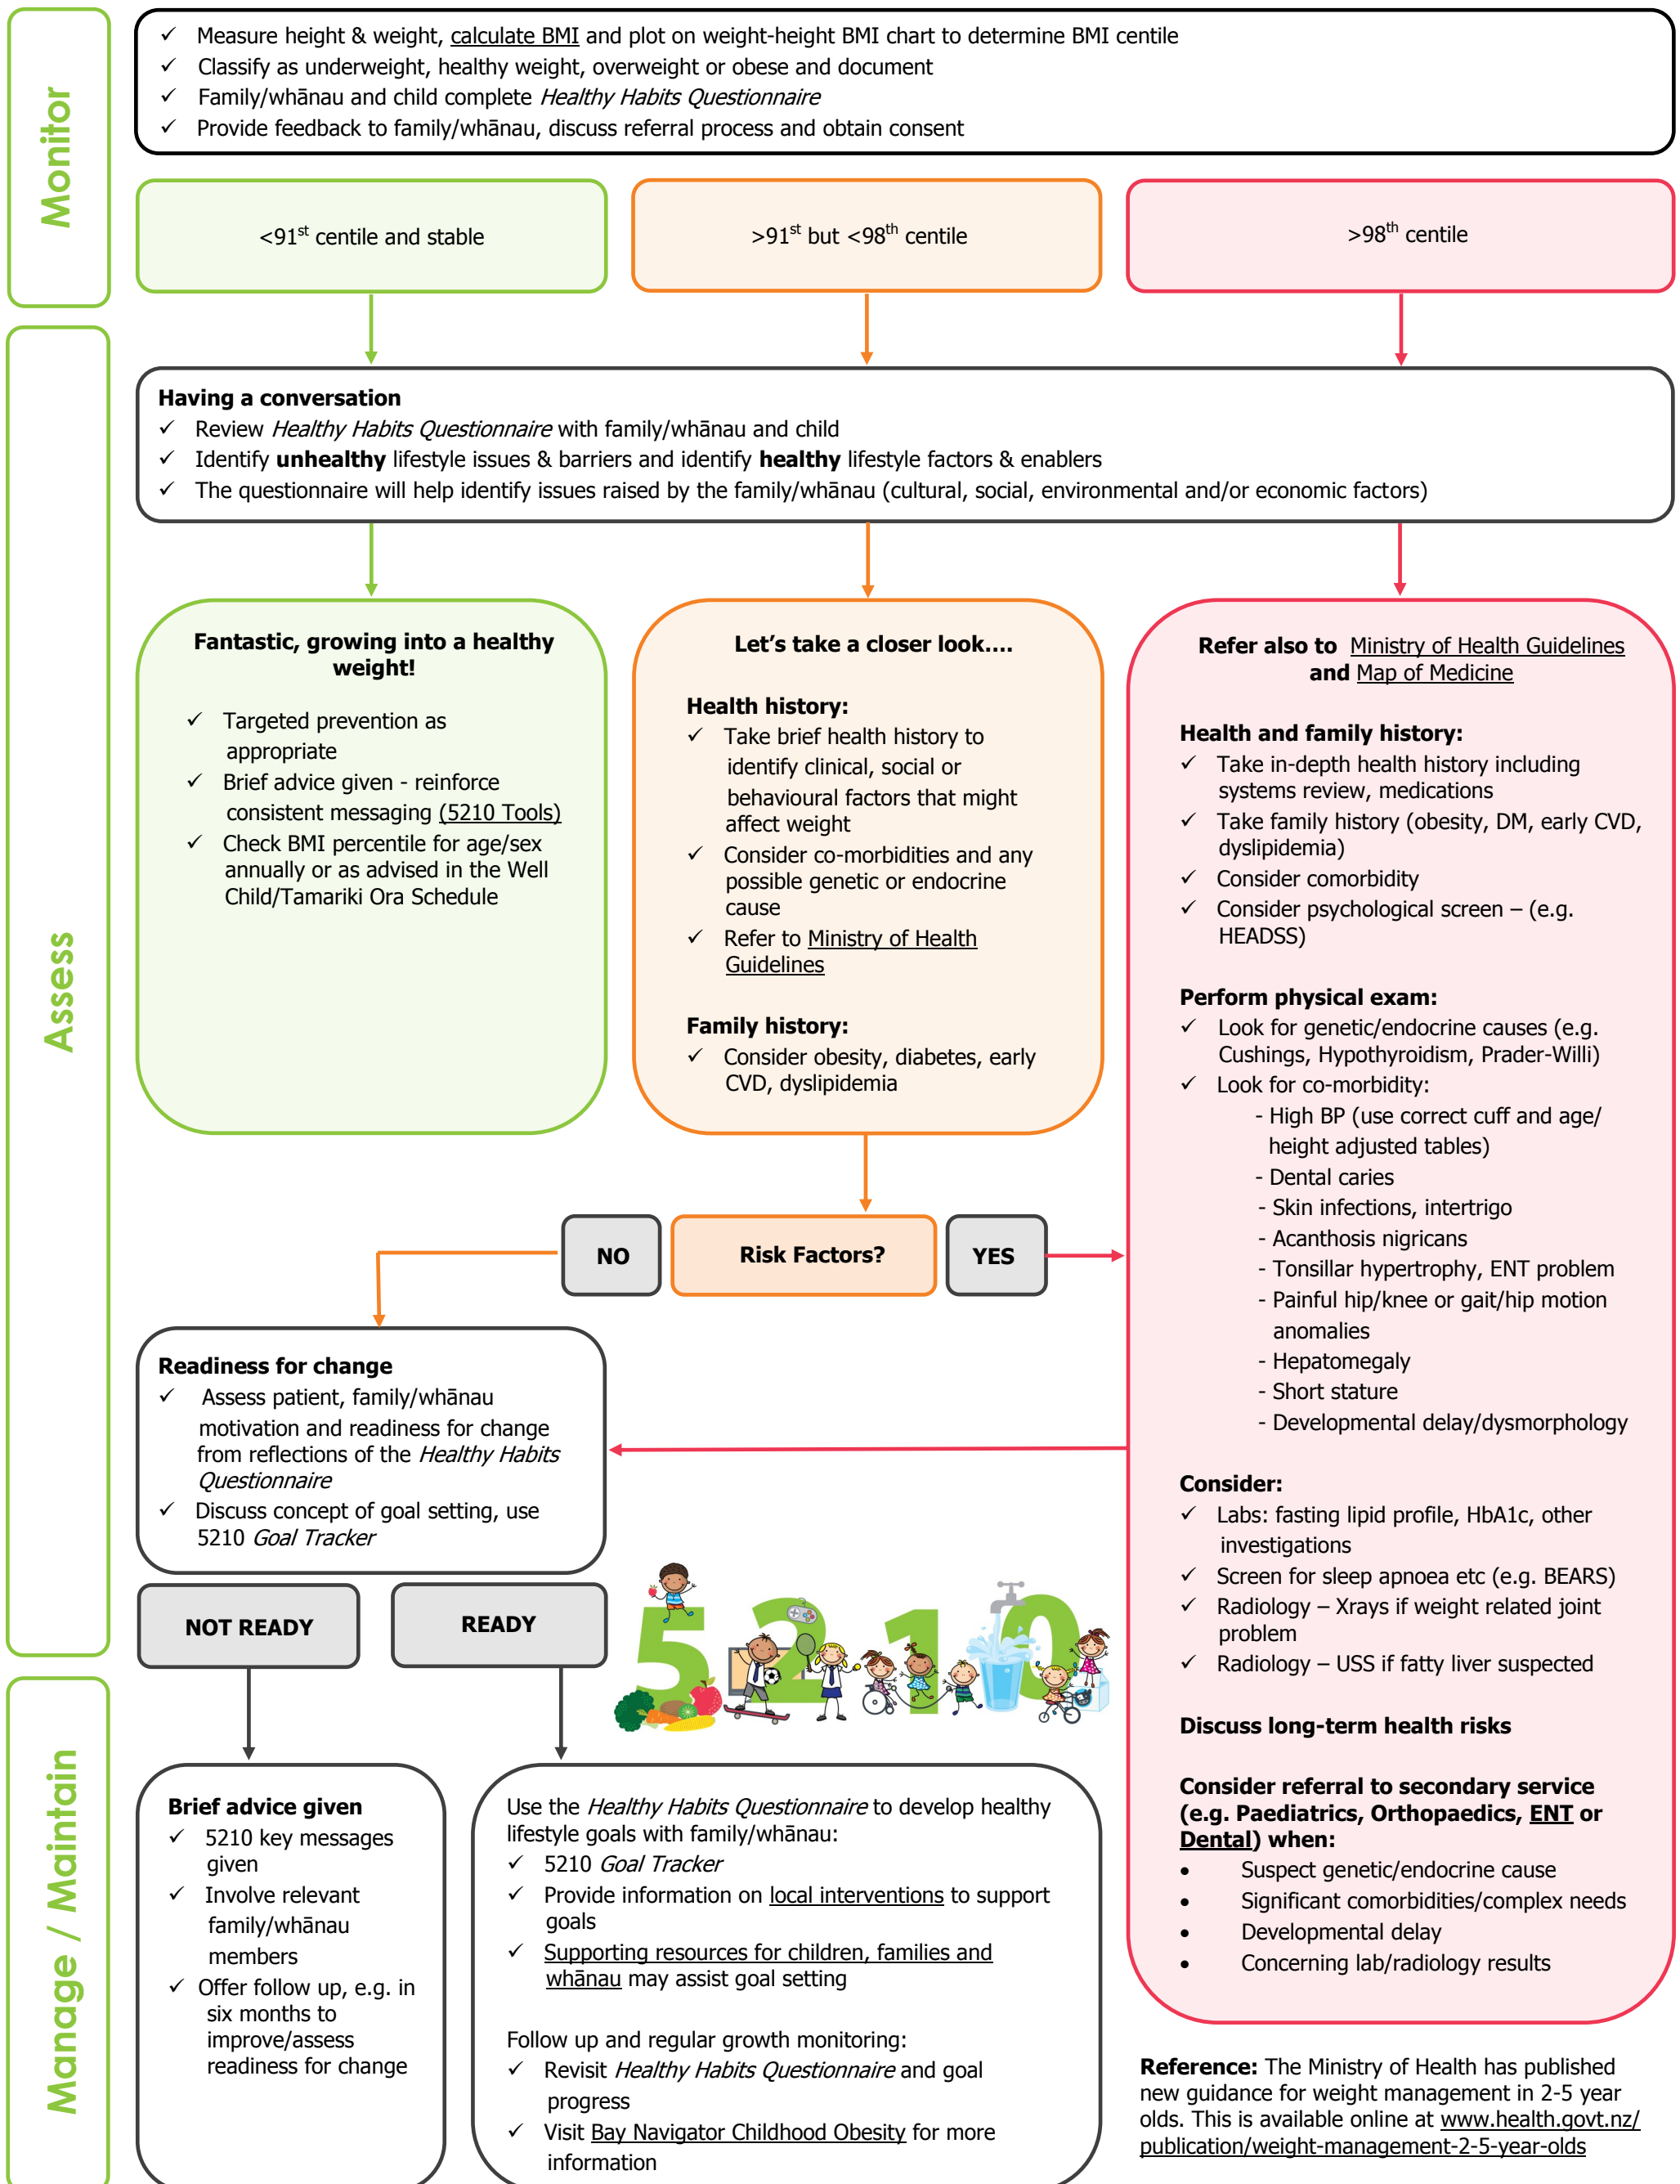 Monitor
✓ Measure height & weight, calculate BMI and plot on weight-height BMI chart to determine BMI centile
✓ Classify as underweight, healthy weight, overweight or obese and document
✓ Family/whānau and child complete Healthy Habits Questionnaire
✓ Provide feedback to family/whānau, discuss referral process and obtain consent
<91st centile and stable
>91st but <98th centile
>98th centile
Assess
Having a conversation
✓ Review Healthy Habits Questionnaire with family/whānau and child
✓ Identify unhealthy lifestyle issues & barriers and identify healthy lifestyle factors & enablers
✓ The questionnaire will help identify issues raised by the family/whānau (cultural, social, environmental and/or economic factors)
Fantastic, growing into a healthy
weight!
✓ Targeted prevention as
appropriate
✓ Brief advice given - reinforce
consistent messaging (5210 Tools)
✓ Check BMI percentile for age/sex
annually or as advised in the Well
Child/Tamariki Ora Schedule
Let's take a closer look....
Health history:
✓ Take brief health history to
identify clinical, social or
behavioural factors that might
affect weight
✓ Consider co-morbidities and any
possible genetic or endocrine
cause
✓ Refer to Ministry of Health
Guidelines
Family history:
✓ Consider obesity, diabetes, early
CVD, dyslipidemia
NO
Risk Factors?
YES
Refer also to Ministry of Health Guidelines
and Map of Medicine
Health and family history:
✓ Take in-depth health history including
systems review, medications
✓ Take family history (obesity, DM, early CVD,
dyslipidemia)
✓ Consider comorbidity
✓ Consider psychological screen – (e.g.
HEADSS)
Perform physical exam:
✓ Look for genetic/endocrine causes (e.g.
Cushings, Hypothyroidism, Prader-Willi)
✓ Look for co-morbidity:
- High BP (use correct cuff and age/
height adjusted tables)
- Dental caries
- Skin infections, intertrigo
- Acanthosis nigricans
- Tonsillar hypertrophy, ENT problem
- Painful hip/knee or gait/hip motion
anomalies
- Hepatomegaly
- Short stature
- Developmental delay/dysmorphology
Consider:
✓ Labs: fasting lipid profile, HbA1c, other
investigations
✓ Screen for sleep apnoea etc (e.g. BEARS)
✓ Radiology – Xrays if weight related joint
problem
✓ Radiology – USS if fatty liver suspected
Discuss long-term health risks
Consider referral to secondary service
(e.g. Paediatrics, Orthopaedics, ENT or
Dental) when:
• Suspect genetic/endocrine cause
• Significant comorbidities/complex needs
• Developmental delay
• Concerning lab/radiology results
Readiness for change
✓ Assess patient, family/whānau
motivation and readiness for change
from reflections of the Healthy Habits
Questionnaire
✓ Discuss concept of goal setting, use
5210 Goal Tracker
NOT READY
READY
5210
Manage / Maintain
Brief advice given
✓ 5210 key messages
given
✓ Involve relevant
family/whānau
members
✓ Offer follow up, e.g. in
six months to
improve/assess
readiness for change
Use the Healthy Habits Questionnaire to develop healthy
lifestyle goals with family/whānau:
✓ 5210 Goal Tracker
✓ Provide information on local interventions to support
goals
✓ Supporting resources for children, families and
whānau may assist goal setting
Follow up and regular growth monitoring:
✓ Revisit Healthy Habits Questionnaire and goal
progress
✓ Visit Bay Navigator Childhood Obesity for more
information
Reference: The Ministry of Health has published
new guidance for weight management in 2-5 year
olds. This is available online at www.health.govt.nz/
publication/weight-management-2-5-year-olds